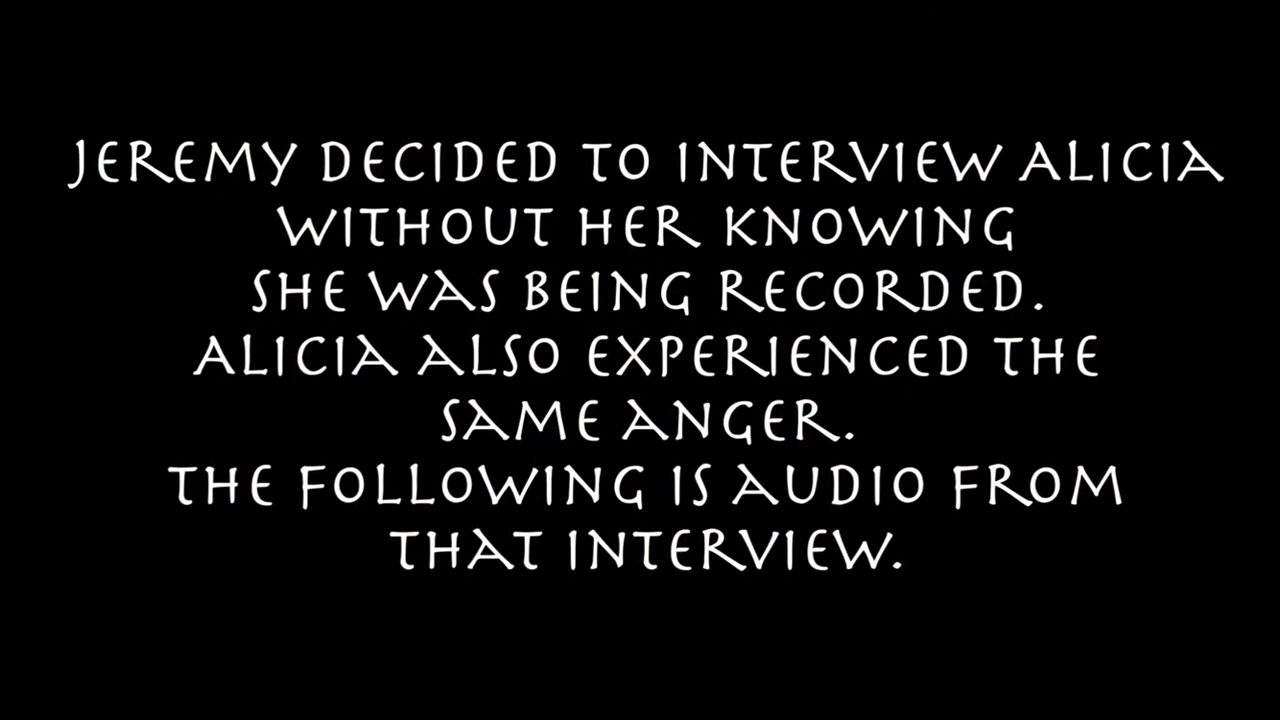 JEREMY DECIDED TO INTERVIEW ALICIA
WITHOUT HER KNOWING
SHE WAS BEING RECORDED.
ALICIA ALSO EXPERIENCED THE
SAME ANGER.
THE FOLLOWING IS AUDIO FROM
THAT INTERVIEW.